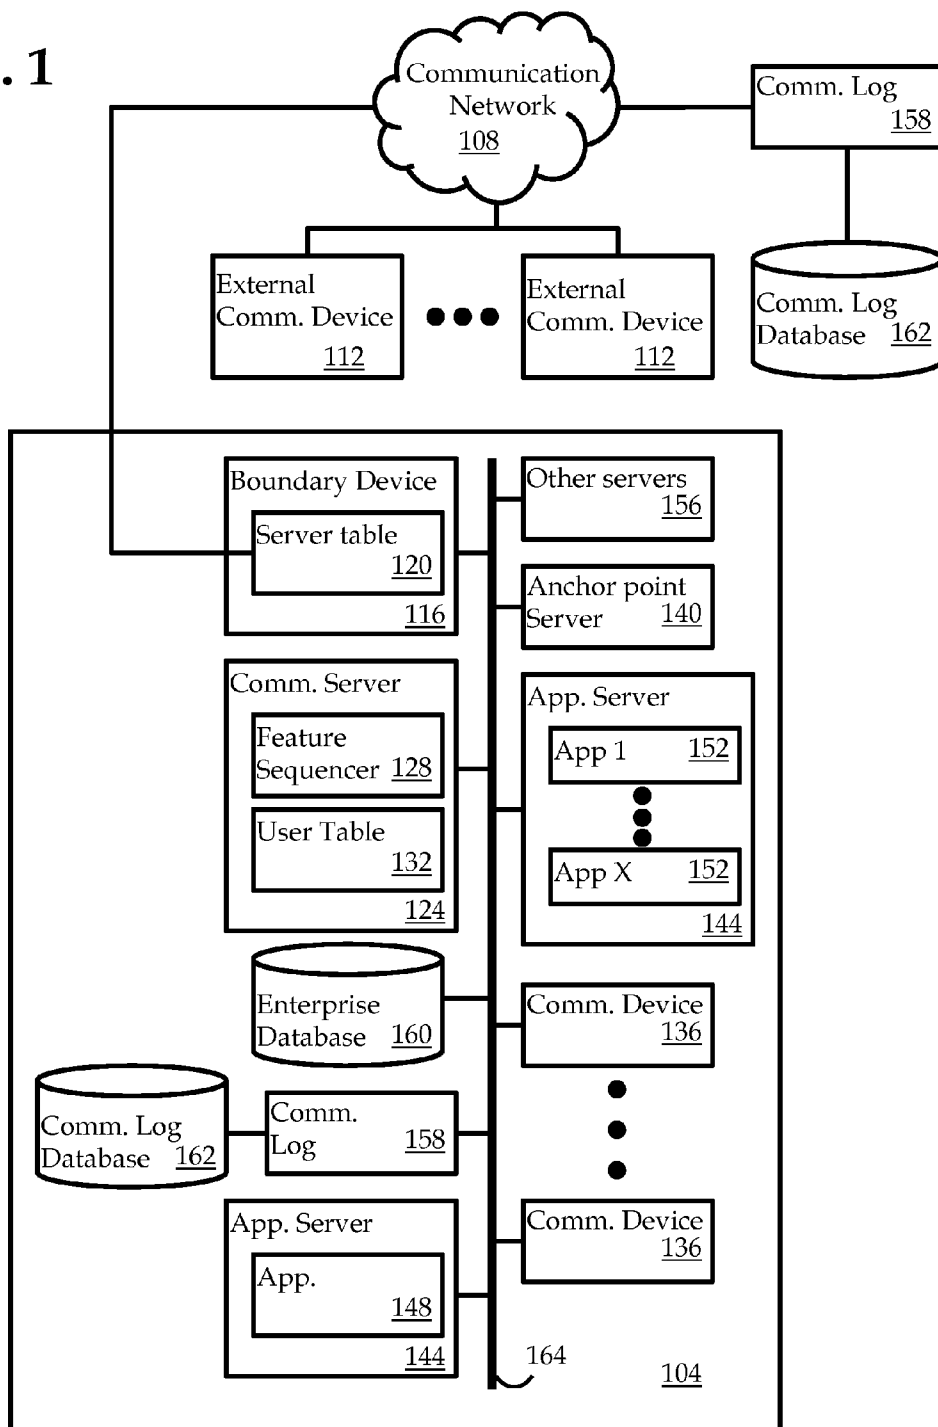 . 1
Communication
Network
108
Comm. Log
158
External
Comm. Device
112
External
Comm. Device
112
Comm. Log
Database 162
Boundary Device
Server table
120
116
Other servers
156
Anchor point
Server 140
Comm. Server
Feature
Sequencer 128
User Table
132
124
App. Server
App 1 152
App X 152
144
Enterprise
Database 160
Comm. Device
136
Comm. Log
Database 162
Comm.
Log 158
App. Server
App.
148
144
Comm. Device
136
164
104